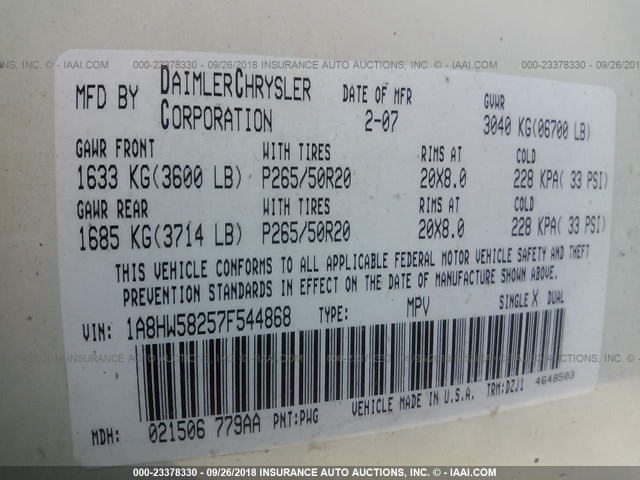 000-23378330 - 09/26/2018 INSURANCE AUTO AUCTIONS, INC. - © - IAAI.COM
MFD BY DAIMLERCHRYSLER CORPORATION DATE OF MFR 2-07 GVWR 3040 KG(06700 LB)
GAWR FRONT WITH TIRES RIMS AT COLD
1633 KG(3600 LB) P265/50R20 20X8.0 228 KPA( 33 PSI)
GAWR REAR WITH TIRES RIMS AT COLD
1685 KG(3714 LB) P265/50R20 20X8.0 228 KPA( 33 PSI)
THIS VEHICLE CONFORMS TO ALL APPLICABLE FEDERAL MOTOR VEHICLE SAFETY AND THEFT
PREVENTION STANDARDS IN EFFECT ON THE DATE OF MANUFACTURE SHOWN ABOVE.
VIN: 1A8HW58257F544868 TYPE: MPV SINGLE X DUAL
MDH: 021506 779AA PNT:PWG VEHICLE MADE IN U.S.A. TRM:DZJ1 4648503
000-23378330 - 09/26/2018 INSURANCE AUTO AUCTIONS, INC. - © - IAAI.COM